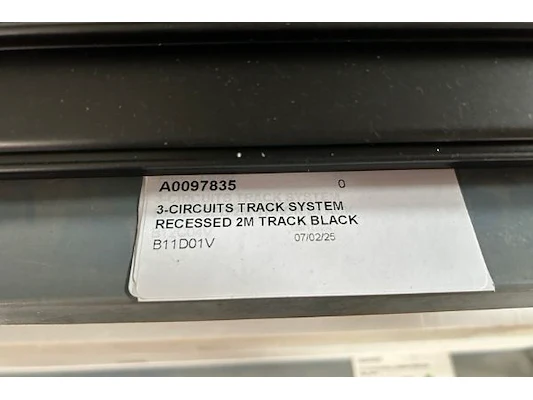 A0097835 0
3-CIRCUITS TRACK SYSTEM
RECESSED 2M TRACK BLACK
B11D01V 07/02/25